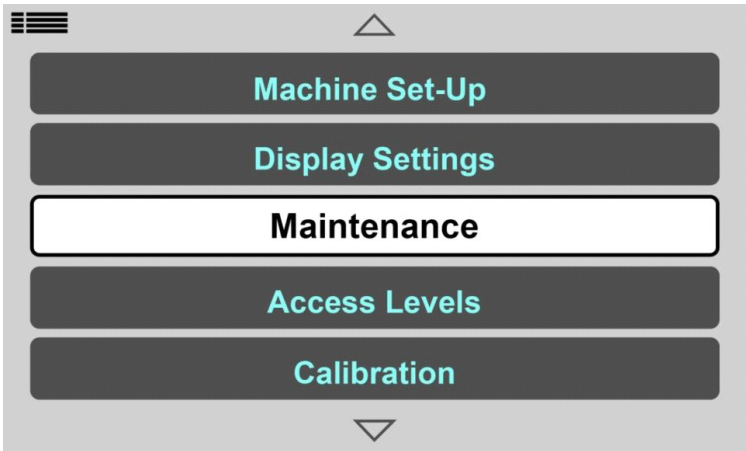 Machine Set-Up
Display Settings
Maintenance
Access Levels
Calibration